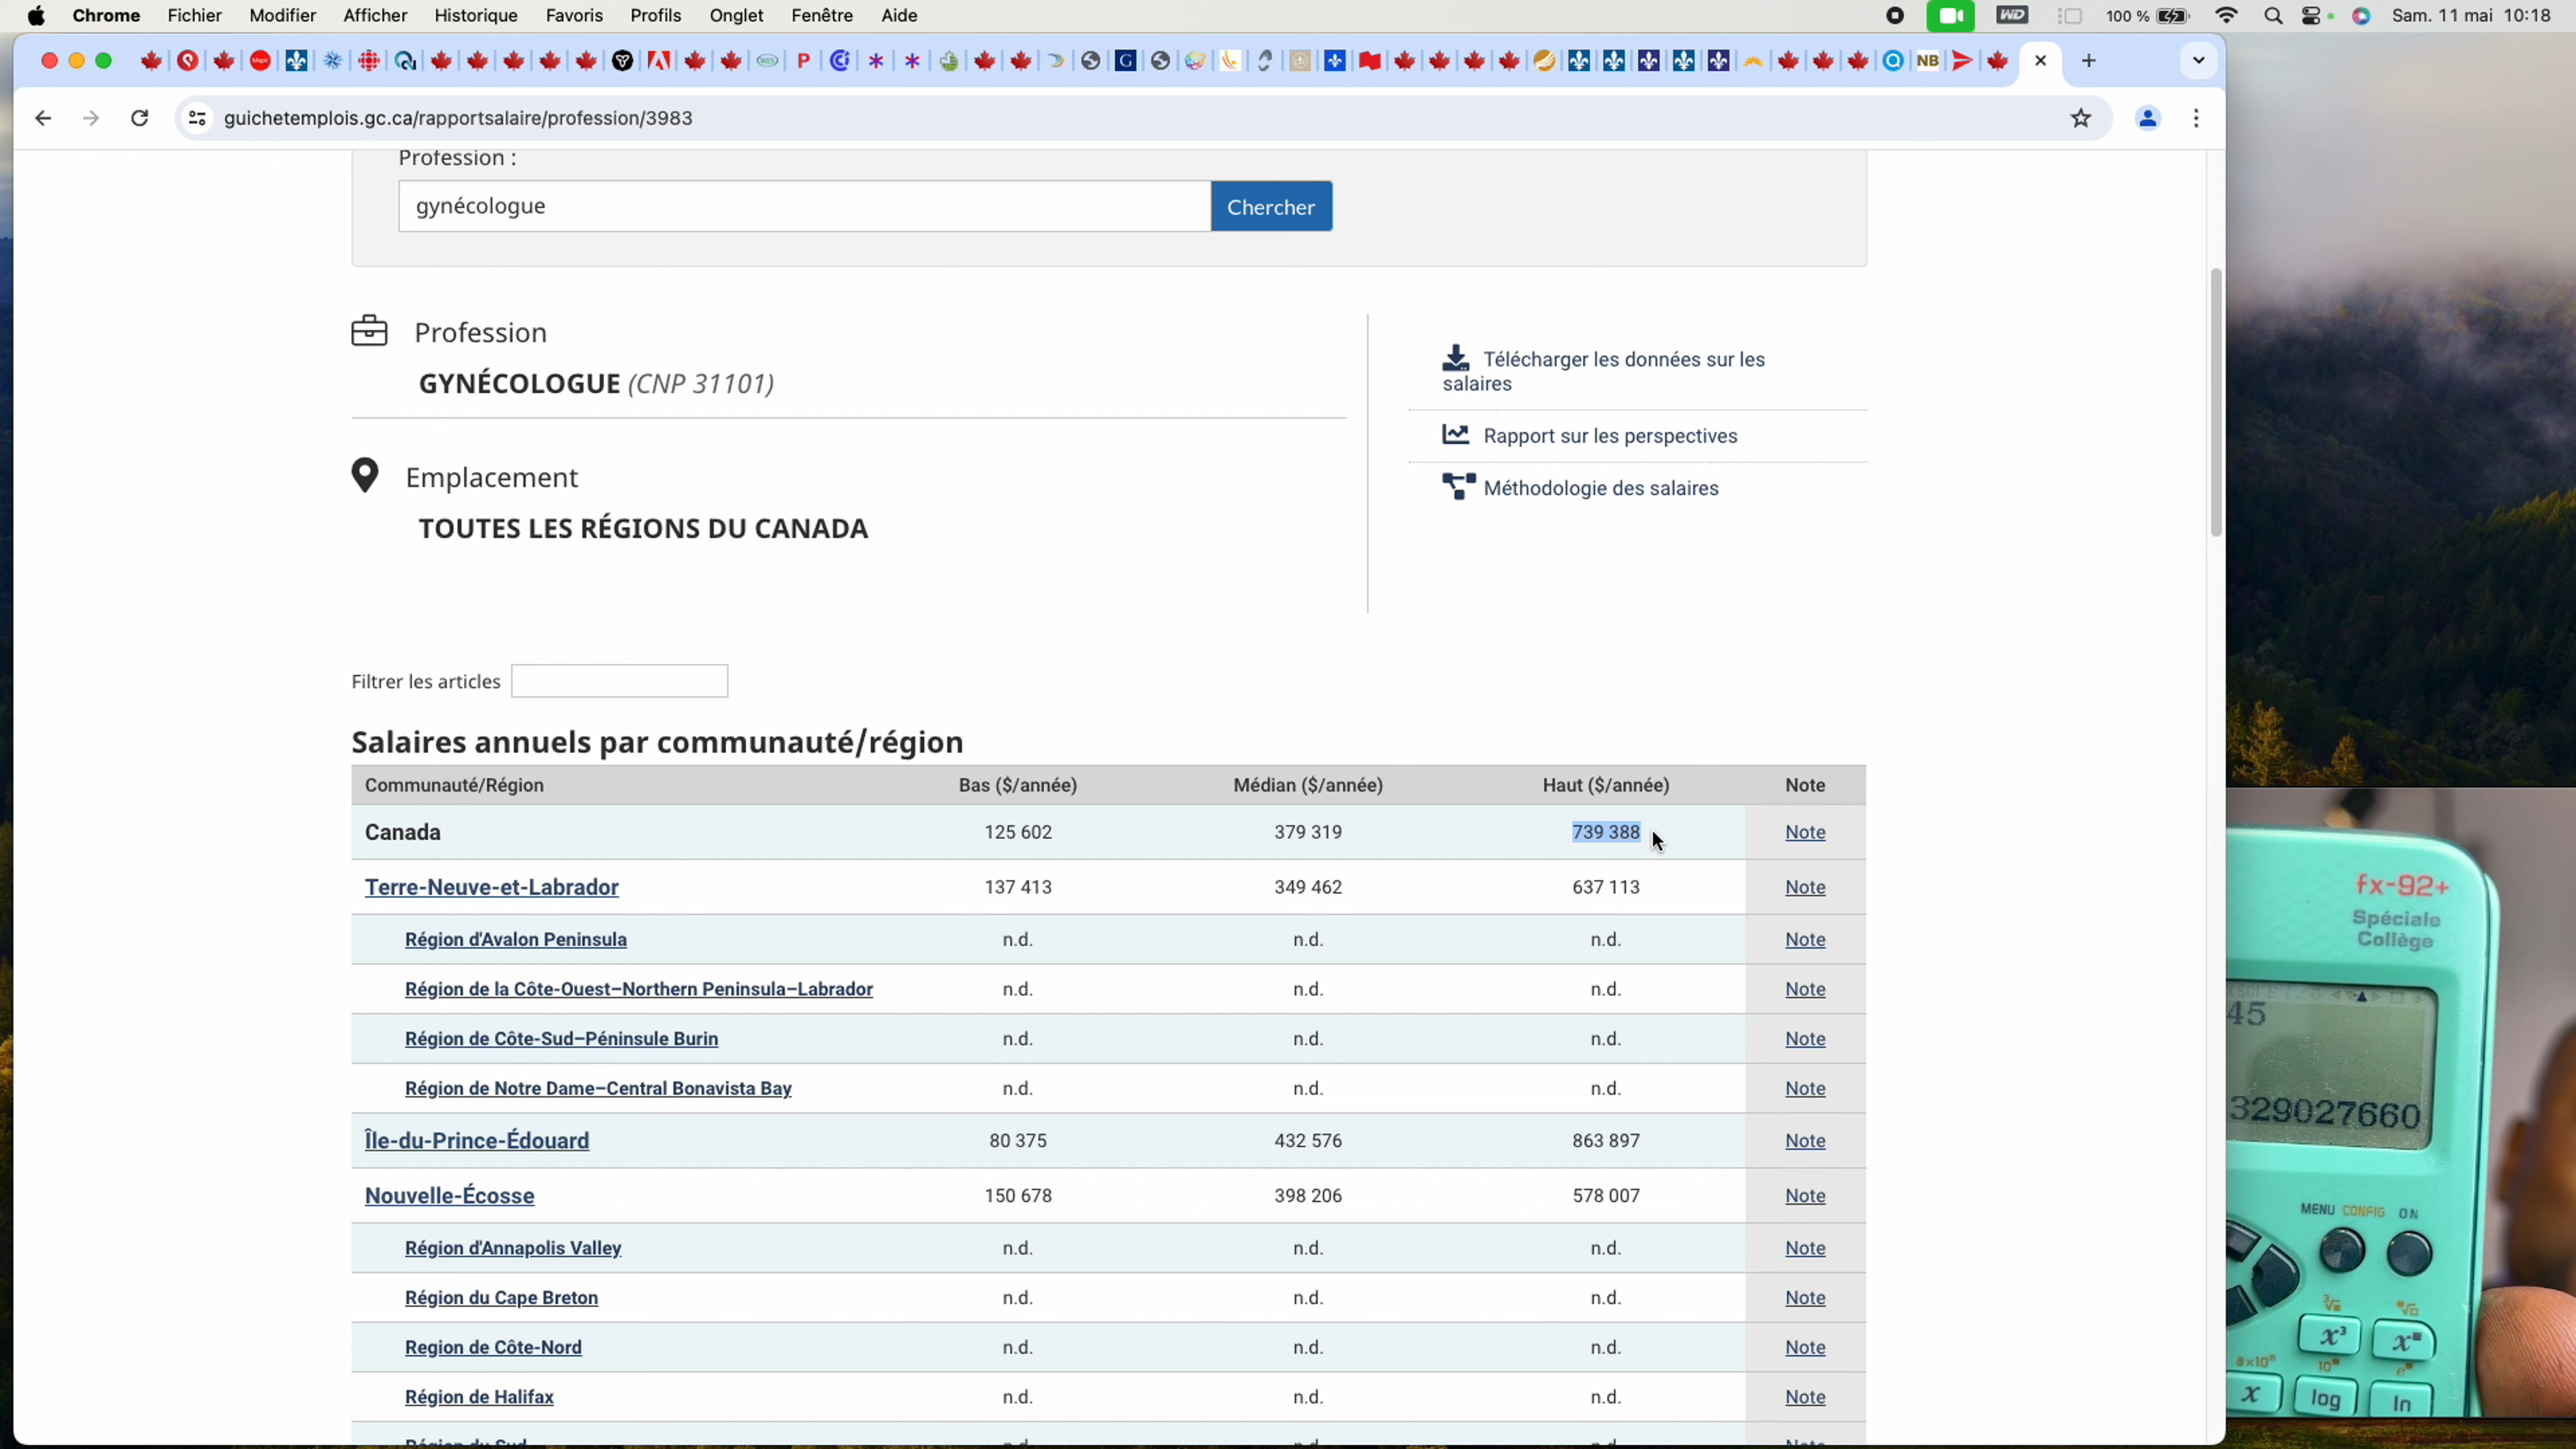 Chrome Fichier Modifier Afficher Historique Favoris Profils Onglet Fenêtre Aide WD 100 % Sam. 11 mai 10:18
P G NB
guichetemplois.gc.ca/rapportsalaire/profession/3983
Profession :
gynécologue Chercher
Profession
GYNÉCOLOGUE (CNP 31101)
Emplacement
TOUTES LES RÉGIONS DU CANADA
Télécharger les données sur les
salaires
Rapport sur les perspectives
Méthodologie des salaires
Filtrer les articles
Salaires annuels par communauté/région
Communauté/Région Bas ($/année) Médian ($/année) Haut ($/année) Note
Canada 125 602 379 319 739 388 Note
Terre-Neuve-et-Labrador 137 413 349 462 637 113 Note
Région d'Avalon Peninsula n.d. n.d. n.d. Note
Région de la Côte-Ouest–Northern Peninsula–Labrador n.d. n.d. n.d. Note
Région de Côte-Sud–Péninsule Burin n.d. n.d. n.d. Note
Région de Notre Dame–Central Bonavista Bay n.d. n.d. n.d. Note
Île-du-Prince-Édouard 80 375 432 576 863 897 Note
Nouvelle-Écosse 150 678 398 206 578 007 Note
Région d'Annapolis Valley n.d. n.d. n.d. Note
Région du Cape Breton n.d. n.d. n.d. Note
Region de Côte-Nord n.d. n.d. n.d. Note
Région de Halifax n.d. n.d. n.d. Note
fx-92+
Spéciale
Collège
45
329027660
MENU CONFIG ON
x³ x■
a×10ⁿ 10■ e■
x log ln